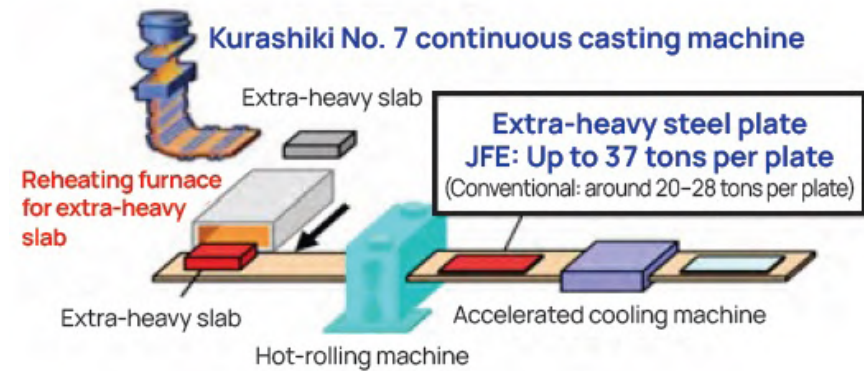 Kurashiki No. 7 continuous casting machine
Extra-heavy slab
Extra-heavy steel plate
JFE: Up to 37 tons per plate
(Conventional: around 20–28 tons per plate)
Reheating furnace
for extra-heavy
slab
Extra-heavy slab
Accelerated cooling machine
Hot-rolling machine